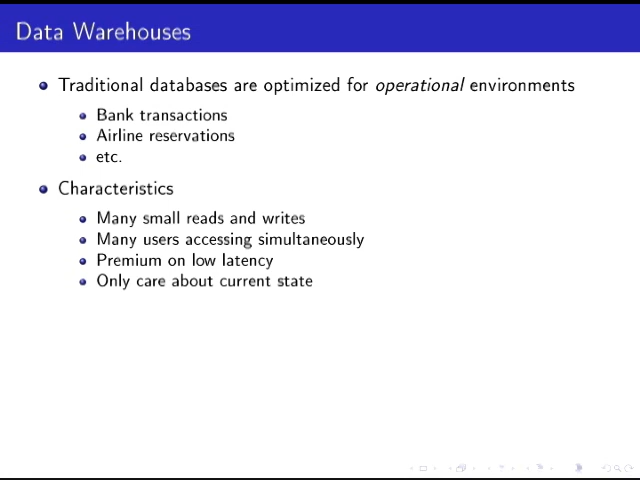 Data Warehouses
Traditional databases are optimized for operational environments
Bank transactions
Airline reservations
etc.
Characteristics
Many small reads and writes
Many users accessing simultaneously
Premium on low latency
Only care about current state